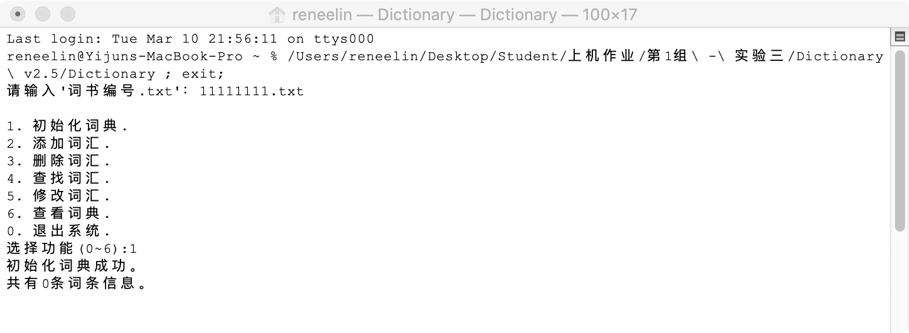 reneelin — Dictionary — Dictionary — 100×17
Last login: Tue Mar 10 21:56:11 on ttys000
reneelin@Yijuns-MacBook-Pro ~ % /Users/reneelin/Desktop/Student/上机作业/第1组\ -\ 实验三/Dictionary
\ v2.5/Dictionary ; exit;
请输入'词书编号.txt': 11111111.txt
1. 初始化词典.
2. 添加词汇.
3. 删除词汇.
4. 查找词汇.
5. 修改词汇.
6. 查看词典.
0. 退出系统.
选择功能(0~6):1
初始化词典成功。
共有0条词条信息。